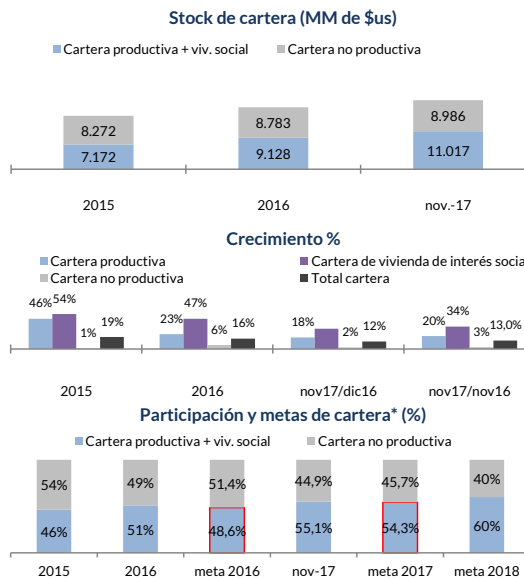 Stock de cartera (MM de $us)
Cartera productiva + viv. social Cartera no productiva
8.272 8.783 8.986
7.172 9.128 11.017
2015 2016 nov.-17
Crecimiento %
Cartera productiva Cartera de vivienda de interés social
Cartera no productiva Total cartera
46% 54% 1% 19% 23% 47% 6% 16% 18% 2% 12% 20% 34% 3% 13,0%
2015 2016 nov17/dic16 nov17/nov16
Participación y metas de cartera* (%)
Cartera productiva + viv. social Cartera no productiva
54% 49% 51,4% 44,9% 45,7% 40%
46% 51% 48,6% 55,1% 54,3% 60%
2015 2016 meta 2016 nov-17 meta 2017 meta 2018